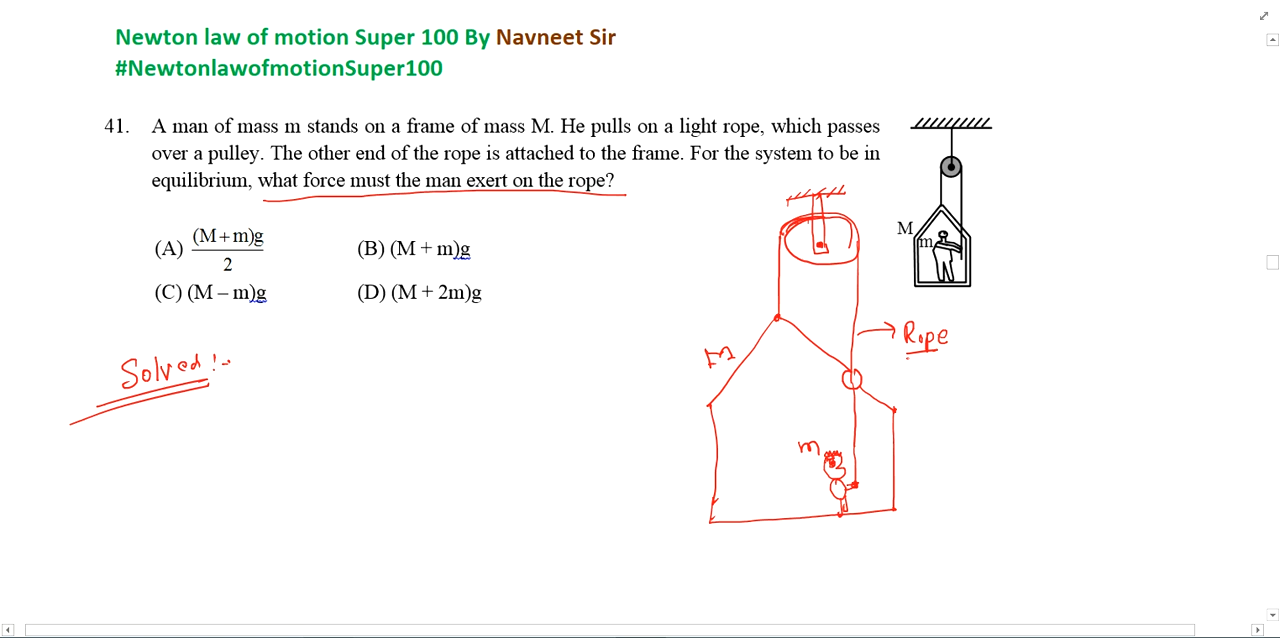 Newton law of motion Super 100 By Navneet Sir
#NewtonlawofmotionSuper100
41. A man of mass m stands on a frame of mass M. He pulls on a light rope, which passes
over a pulley. The other end of the rope is attached to the frame. For the system to be in
equilibrium, what force must the man exert on the rope?
M
m
(A) (M+m)g
2
(B) (M + m)g
(C) (M – m)g
(D) (M + 2m)g
Rope
M
Solved!:-
m